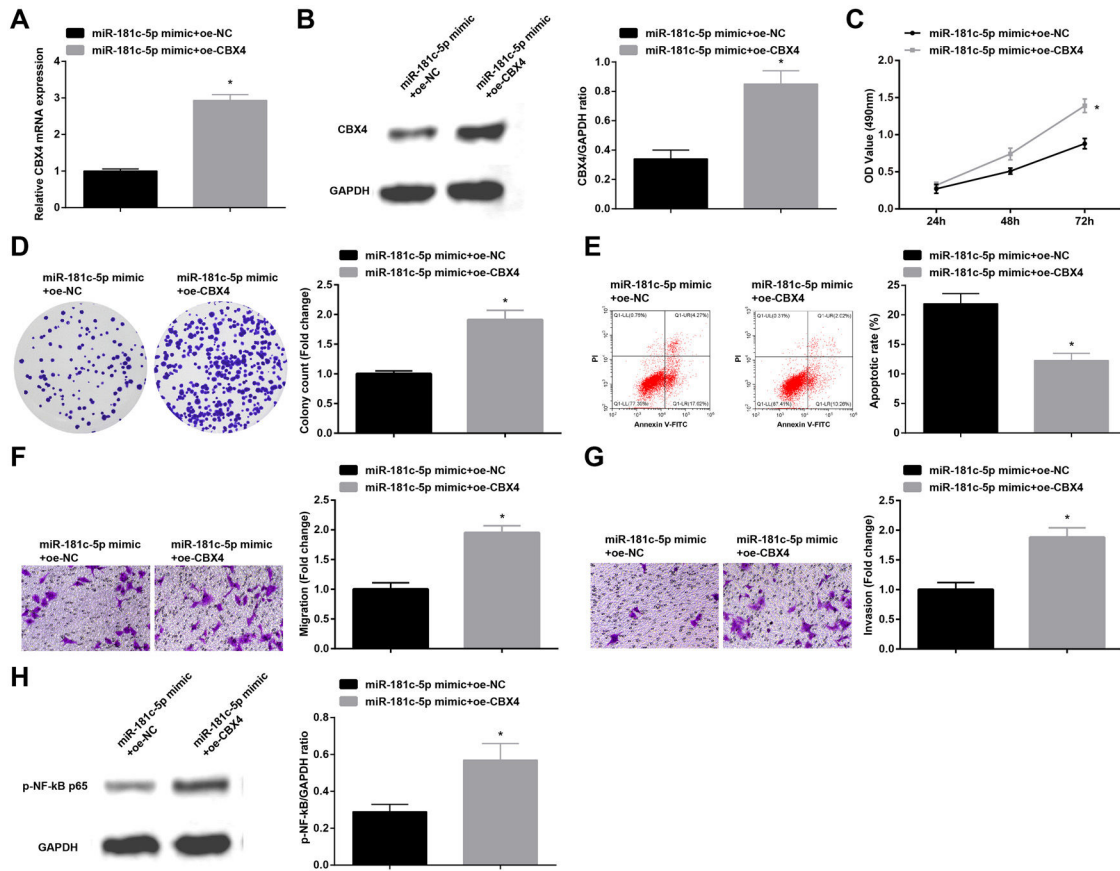 A
miR-181c-5p mimic+oe-NC
miR-181c-5p mimic+oe-CBX4
Relative CBX4 mRNA expression
4
3
2
1
0
*
B
miR-181c-5p mimic
+oe-NC
miR-181c-5p mimic
+oe-CBX4
CBX4
GAPDH
miR-181c-5p mimic+oe-NC
miR-181c-5p mimic+oe-CBX4
CBX4/GAPDH ratio
1.0
0.8
0.6
0.4
0.2
0.0
*
C
miR-181c-5p mimic+oe-NC
miR-181c-5p mimic+oe-CBX4
OD Value (490nm)
2.0
1.5
1.0
0.5
0.0
*
24h
48h
72h
D
miR-181c-5p mimic
+oe-NC
miR-181c-5p mimic
+oe-CBX4
miR-181c-5p mimic+oe-NC
miR-181c-5p mimic+oe-CBX4
Colony count (Fold change)
2.5
2.0
1.5
1.0
0.5
0.0
*
E
miR-181c-5p mimic
+oe-NC
miR-181c-5p mimic
+oe-CBX4
PI
Annexin V-FITC
PI
Annexin V-FITC
miR-181c-5p mimic+oe-NC
miR-181c-5p mimic+oe-CBX4
Apoptotic rate (%)
25
20
15
10
5
0
*
F
miR-181c-5p mimic
+oe-NC
miR-181c-5p mimic
+oe-CBX4
miR-181c-5p mimic+oe-NC
miR-181c-5p mimic+oe-CBX4
Migration (Fold change)
2.5
2.0
1.5
1.0
0.5
0.0
*
G
miR-181c-5p mimic
+oe-NC
miR-181c-5p mimic
+oe-CBX4
miR-181c-5p mimic+oe-NC
miR-181c-5p mimic+oe-CBX4
Invasion (Fold change)
2.5
2.0
1.5
1.0
0.5
0.0
*
H
miR-181c-5p mimic
+oe-NC
miR-181c-5p mimic
+oe-CBX4
p-NF-kB p65
GAPDH
miR-181c-5p mimic+oe-NC
miR-181c-5p mimic+oe-CBX4
p-NF-kB/GAPDH ratio
0.8
0.6
0.4
0.2
0.0
*